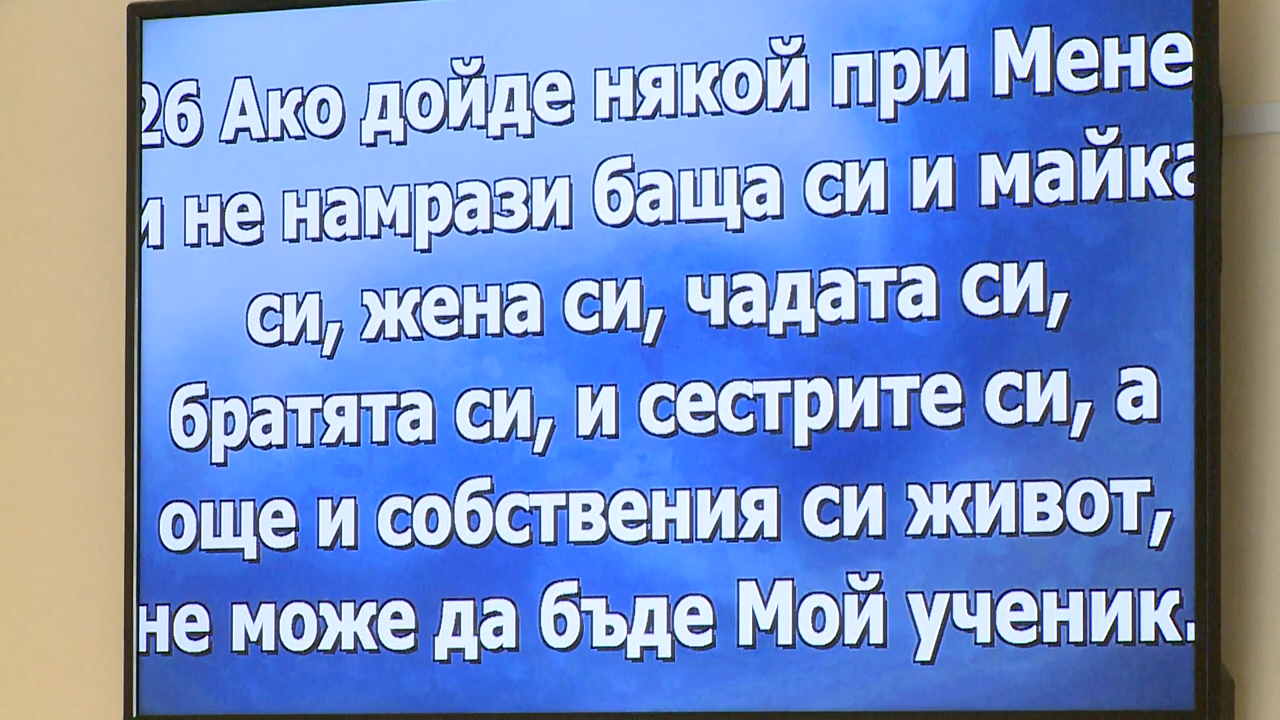 26 Ако дойде някой при Мене
и не намрази баща си и майка
си, жена си, чадата си,
братята си, и сестрите си, а
още и собствения си живот,
не може да бъде Мой ученик.